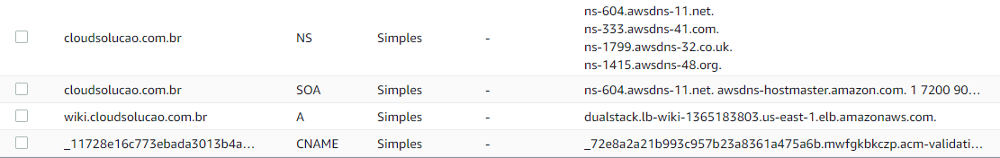 ns-604.awsdns-11.net.
ns-333.awsdns-41.com.
cloudsolucao.com.br NS Simples - ns-1799.awsdns-32.co.uk.
ns-1415.awsdns-48.org.
cloudsolucao.com.br SOA Simples - ns-604.awsdns-11.net. awsdns-hostmaster.amazon.com. 1 7200 90...
wiki.cloudsolucao.com.br A Simples - dualstack.lb-wiki-1365183803.us-east-1.elb.amazonaws.com.
_11728e16c773ebada3013b4a... CNAME Simples - _72e8a2a21b993c957b23a8361a475a6b.mwfgkbkczp.acm-validati...